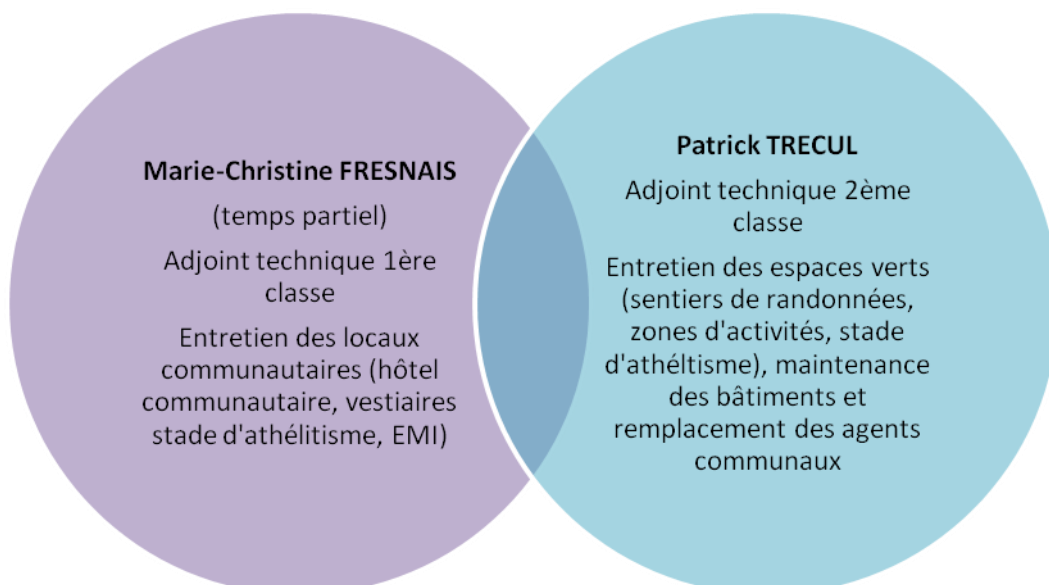 Marie-Christine FRESNAIS
(temps partiel)
Adjoint technique 1ère
classe
Entretien des locaux
communautaires (hôtel
communautaire, vestiaires
stade d'athélitisme, EMI)
Patrick TRECUL
Adjoint technique 2ème
classe
Entretien des espaces verts
(sentiers de randonnées,
zones d'activités, stade
d'athéltisme), maintenance
des bâtiments et
remplacement des agents
communaux